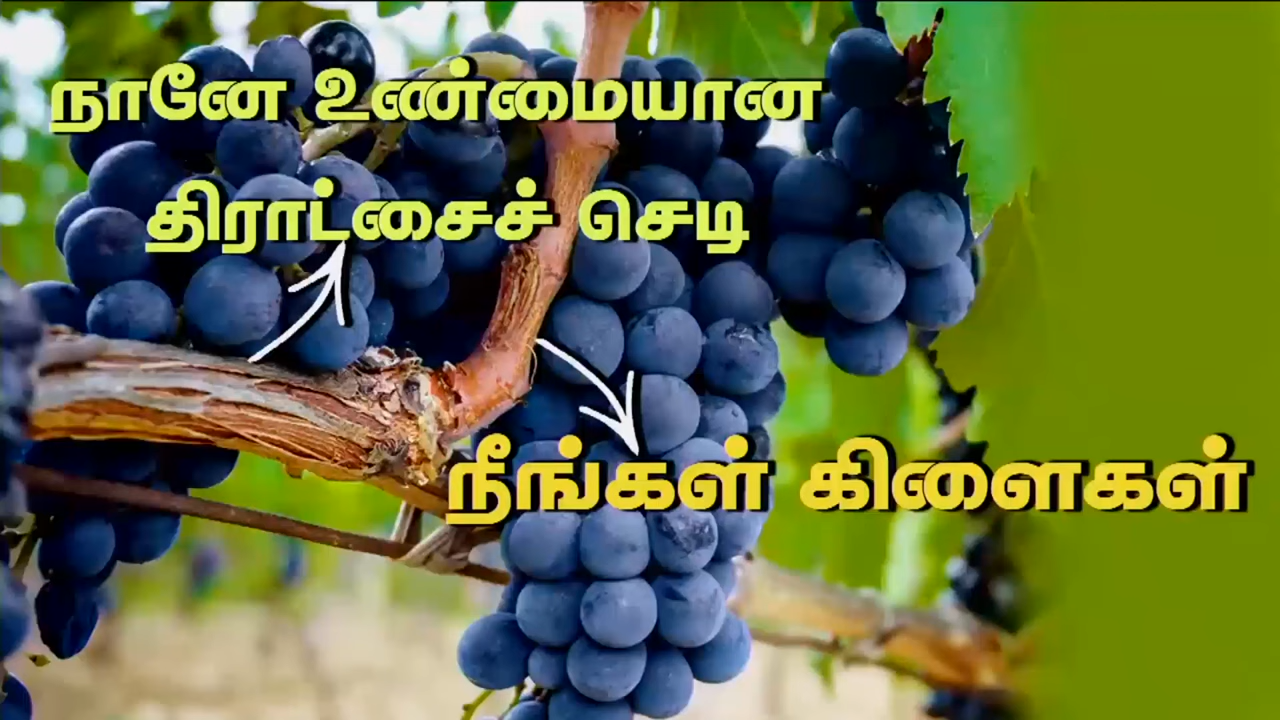 நானே உண்மையான
திராட்சைச் செடி
நீங்கள் கிளைகள்